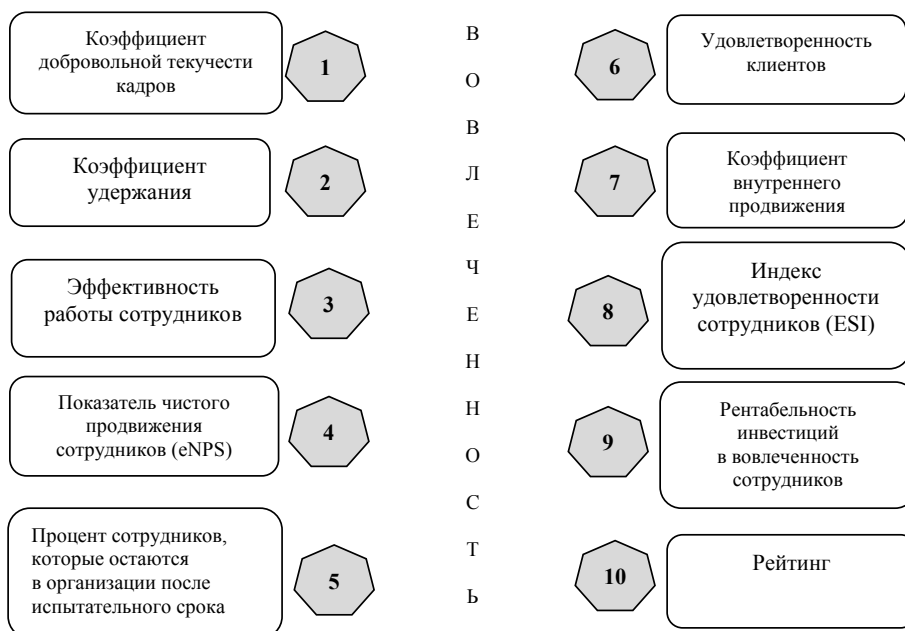 Коэффициент
добровольной текучести
кадров
1
Коэффициент
удержания
2
Эффективность
работы сотрудников
3
Показатель чистого
продвижения
сотрудников (eNPS)
4
Процент сотрудников,
которые остаются
в организации после
испытательного срока
5
В
О
В
Л
Е
Ч
Е
Н
Н
О
С
Т
Ь
6
Удовлетворенность
клиентов
7
Коэффициент
внутреннего
продвижения
8
Индекс
удовлетворенности
сотрудников (ESI)
9
Рентабельность
инвестиций
в вовлеченность
сотрудников
10
Рейтинг